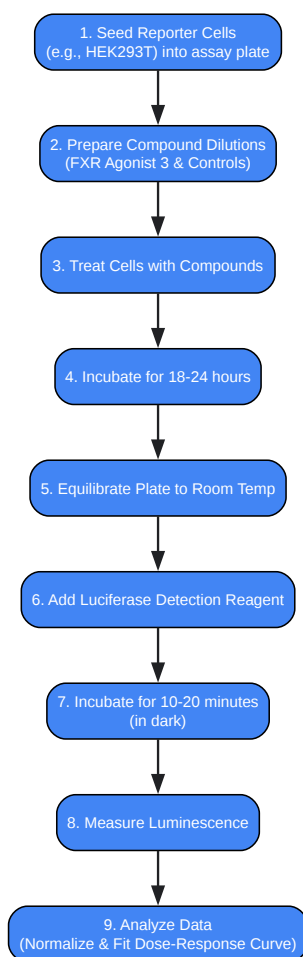 1. Seed Reporter Cells
(e.g., HEK293T) into assay plate
2. Prepare Compound Dilutions
(FXR Agonist 3 & Controls)
3. Treat Cells with Compounds
4. Incubate for 18-24 hours
5. Equilibrate Plate to Room Temp
6. Add Luciferase Detection Reagent
7. Incubate for 10-20 minutes
(in dark)
8. Measure Luminescence
9. Analyze Data
(Normalize & Fit Dose-Response Curve)